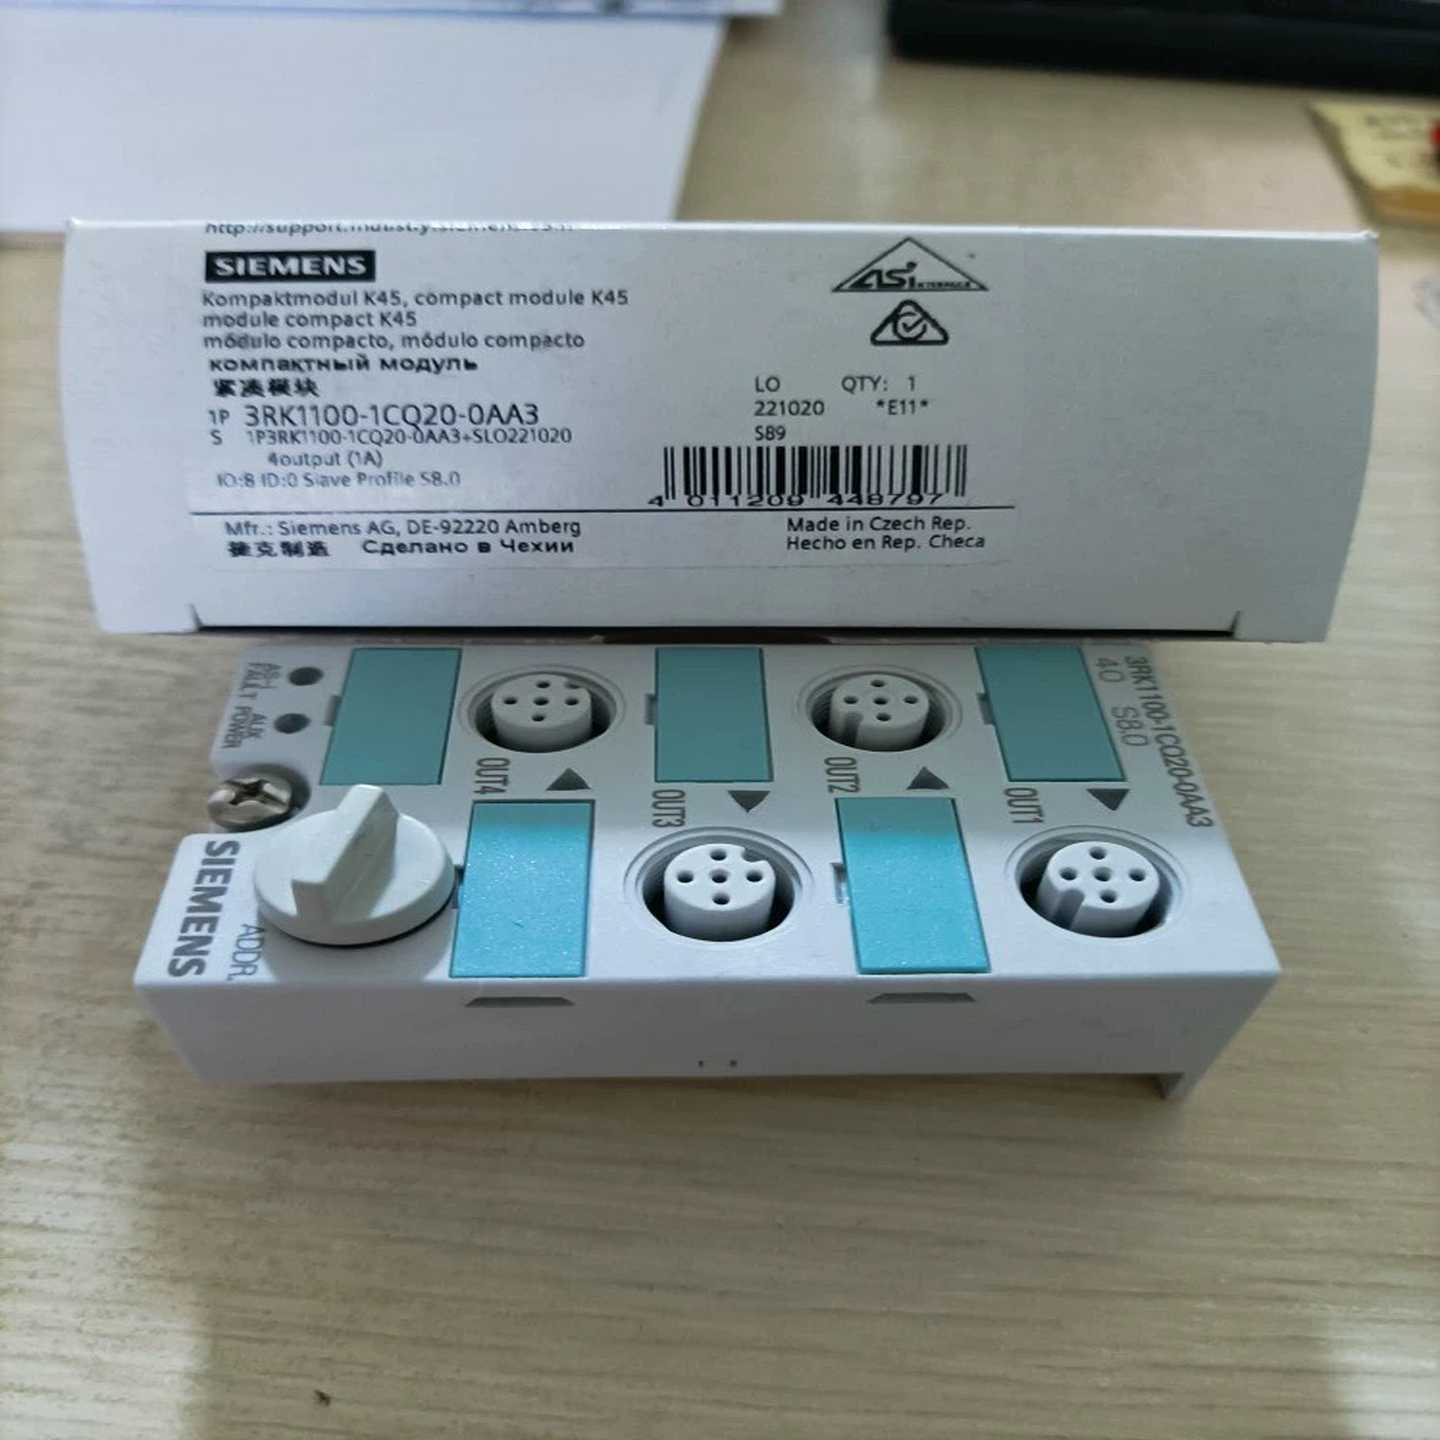 SIEMENS
Kompaktmodul K45, compact module K45
module compact K45
módulo compacto, módulo compacto
компактный модуль
紧凑模块
1P 3RK1100-1CQ20-0AA3
S 1P3RK1100-1CQ20-0AA3+SLO221020
4output (1A)
IO:8 ID:0 Slave Profile S8.0
ASi INTERFACE
LO QTY: 1
221020 *E11*
S89
4 011209 448797
Mfr.: Siemens AG, DE-92220 Amberg
捷克制造 Сделано в Чехии
Made in Czech Rep.
Hecho en Rep. Checa
AS-I
FAULT
AUX
POWER
SIEMENS
ADDR.
OUT4
OUT3
OUT2
OUT1
4O S8.0
3RK1100-1CQ20-0AA3